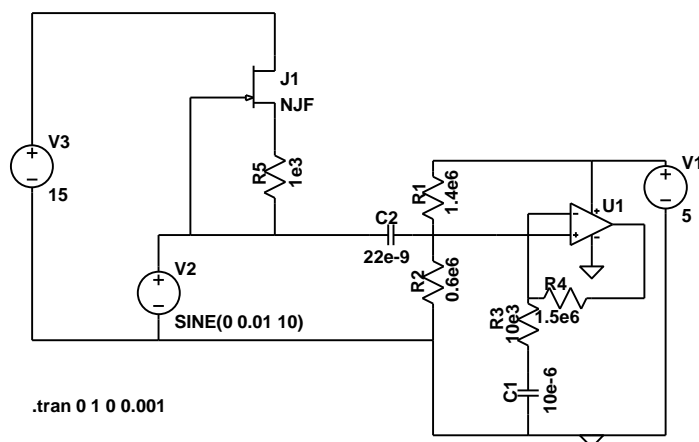 J1
NJF
V3
15
R5
1e3
V1
5
R1
1.4e6
U1
C2
22e-9
V2
R2
0.6e6
R4
1.5e6
SINE(0 0.01 10)
R3
10e3
C1
10e-6
.tran 0 1 0 0.001